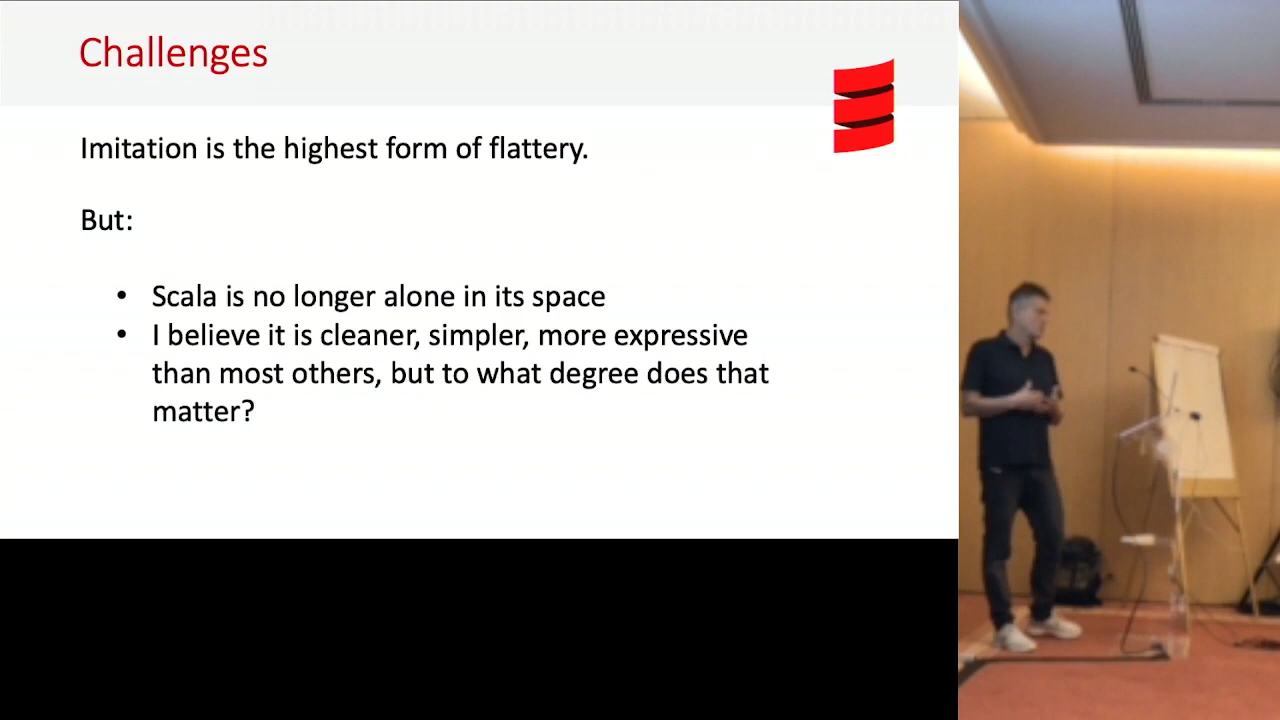 Challenges
Imitation is the highest form of flattery.
But:
• Scala is no longer alone in its space
• I believe it is cleaner, simpler, more expressive
than most others, but to what degree does that
matter?